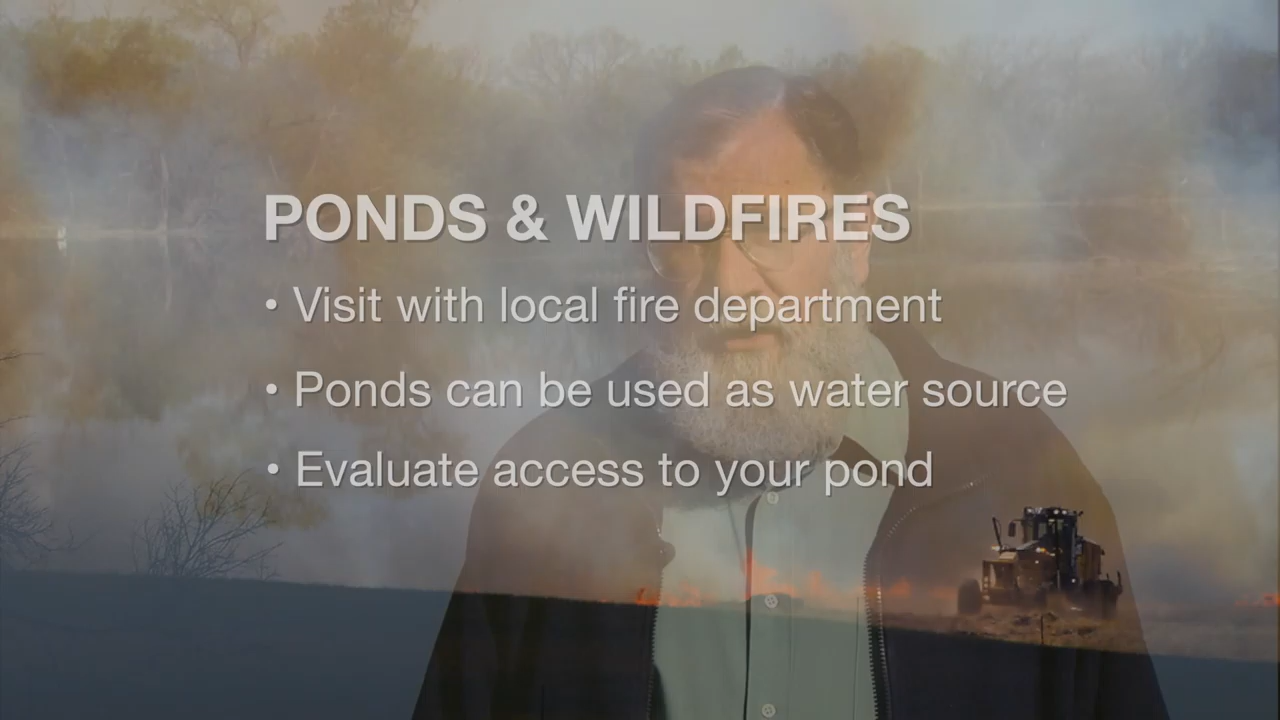 PONDS & WILDFIRES
• Visit with local fire department
• Ponds can be used as water source
• Evaluate access to your pond